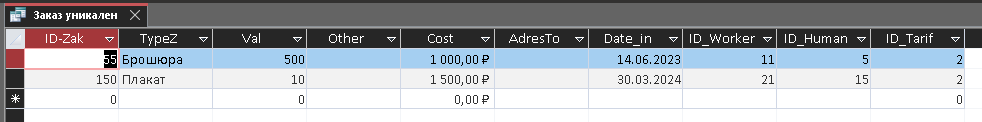 Заказ уникален
ID-Zak TypeZ Val Other Cost AdresTo Date_in ID_Worker ID_Human ID_Tarif
55 Брошюра 500 1 000,00 ₽ 14.06.2023 11 5 2
150 Плакат 10 1 500,00 ₽ 30.03.2024 21 15 2
0 0 0,00 ₽ 0